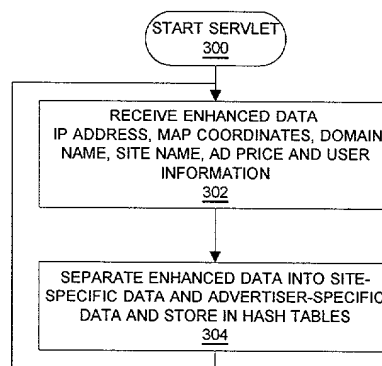 START SERVLET
300
RECEIVE ENHANCED DATA
IP ADDRESS, MAP COORDINATES, DOMAIN
NAME, SITE NAME, AD PRICE AND USER
INFORMATION
302
SEPARATE ENHANCED DATA INTO SITE-
SPECIFIC DATA AND ADVERTISER-SPECIFIC
DATA AND STORE IN HASH TABLES
304